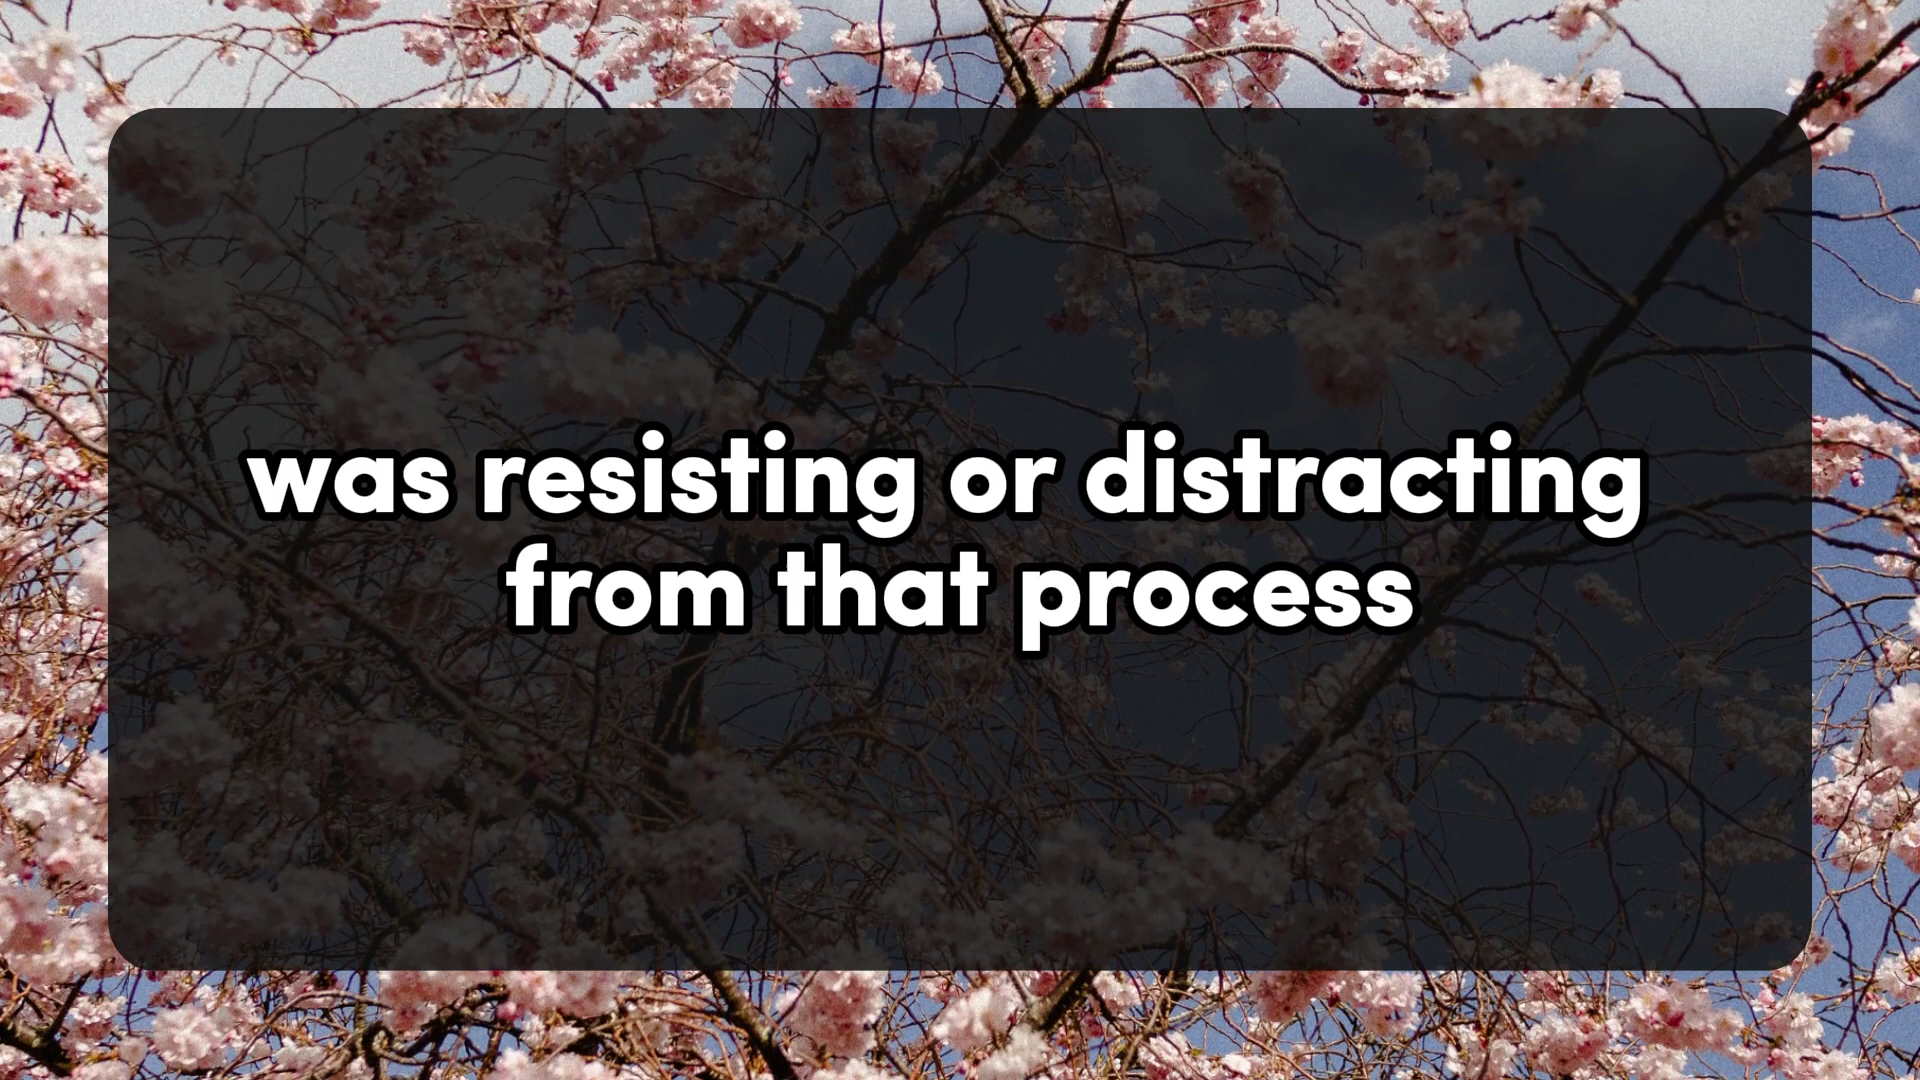 was resisting or distracting
from that process